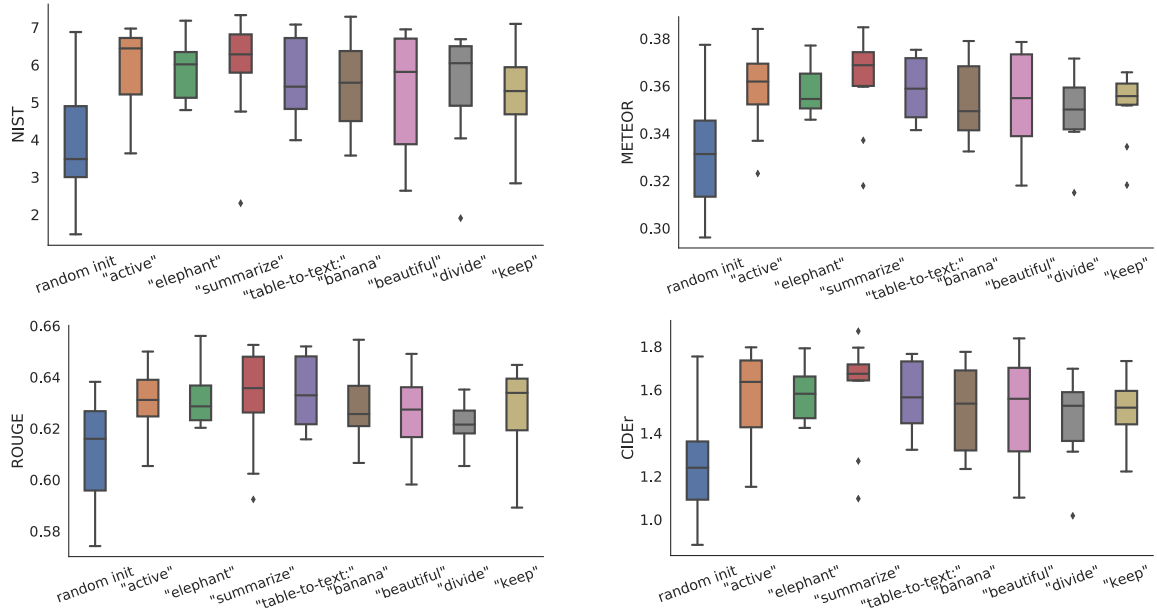 NIST
7
6
5
4
3
2
random init
"active"
"elephant"
"summarize"
"table-to-text:"
"banana"
"beautiful"
"divide"
"keep"
METEOR
0.38
0.36
0.34
0.32
0.30
random init
"active"
"elephant"
"summarize"
"table-to-text:"
"banana"
"beautiful"
"divide"
"keep"
ROUGE
0.66
0.64
0.62
0.60
0.58
random init
"active"
"elephant"
"summarize"
"table-to-text:"
"banana"
"beautiful"
"divide"
"keep"
CIDEr
1.8
1.6
1.4
1.2
1.0
random init
"active"
"elephant"
"summarize"
"table-to-text:"
"banana"
"beautiful"
"divide"
"keep"